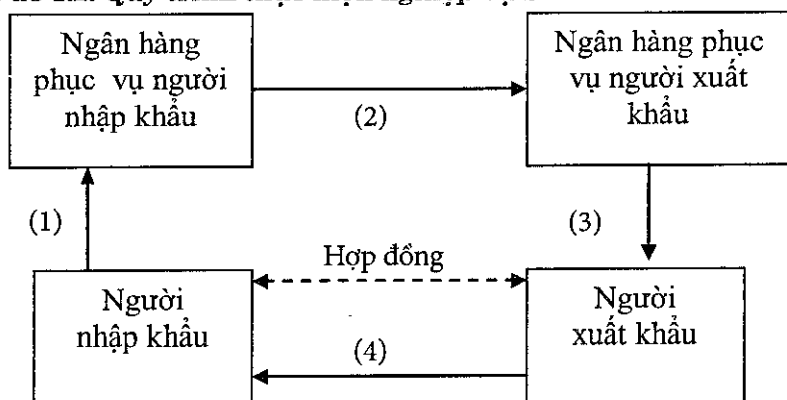 Ngân hàng
phục vụ người
nhập khẩu
(2)
Ngân hàng phục
vụ người xuất
khẩu
(1)
(3)
Hợp đồng
Người
nhập khẩu
(4)
Người
xuất khẩu